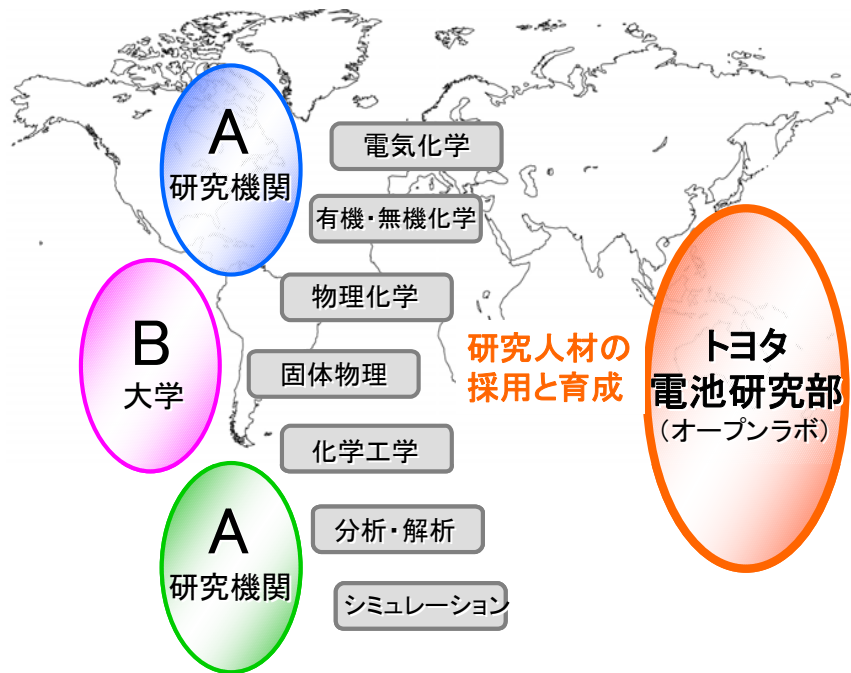 A
研究機関
B
大学
A
研究機関
電気化学
有機・無機化学
物理化学
固体物理
化学工学
分析・解析
シミュレーション
研究人材の
採用と育成
トヨタ
電池研究部
（オープンラボ）